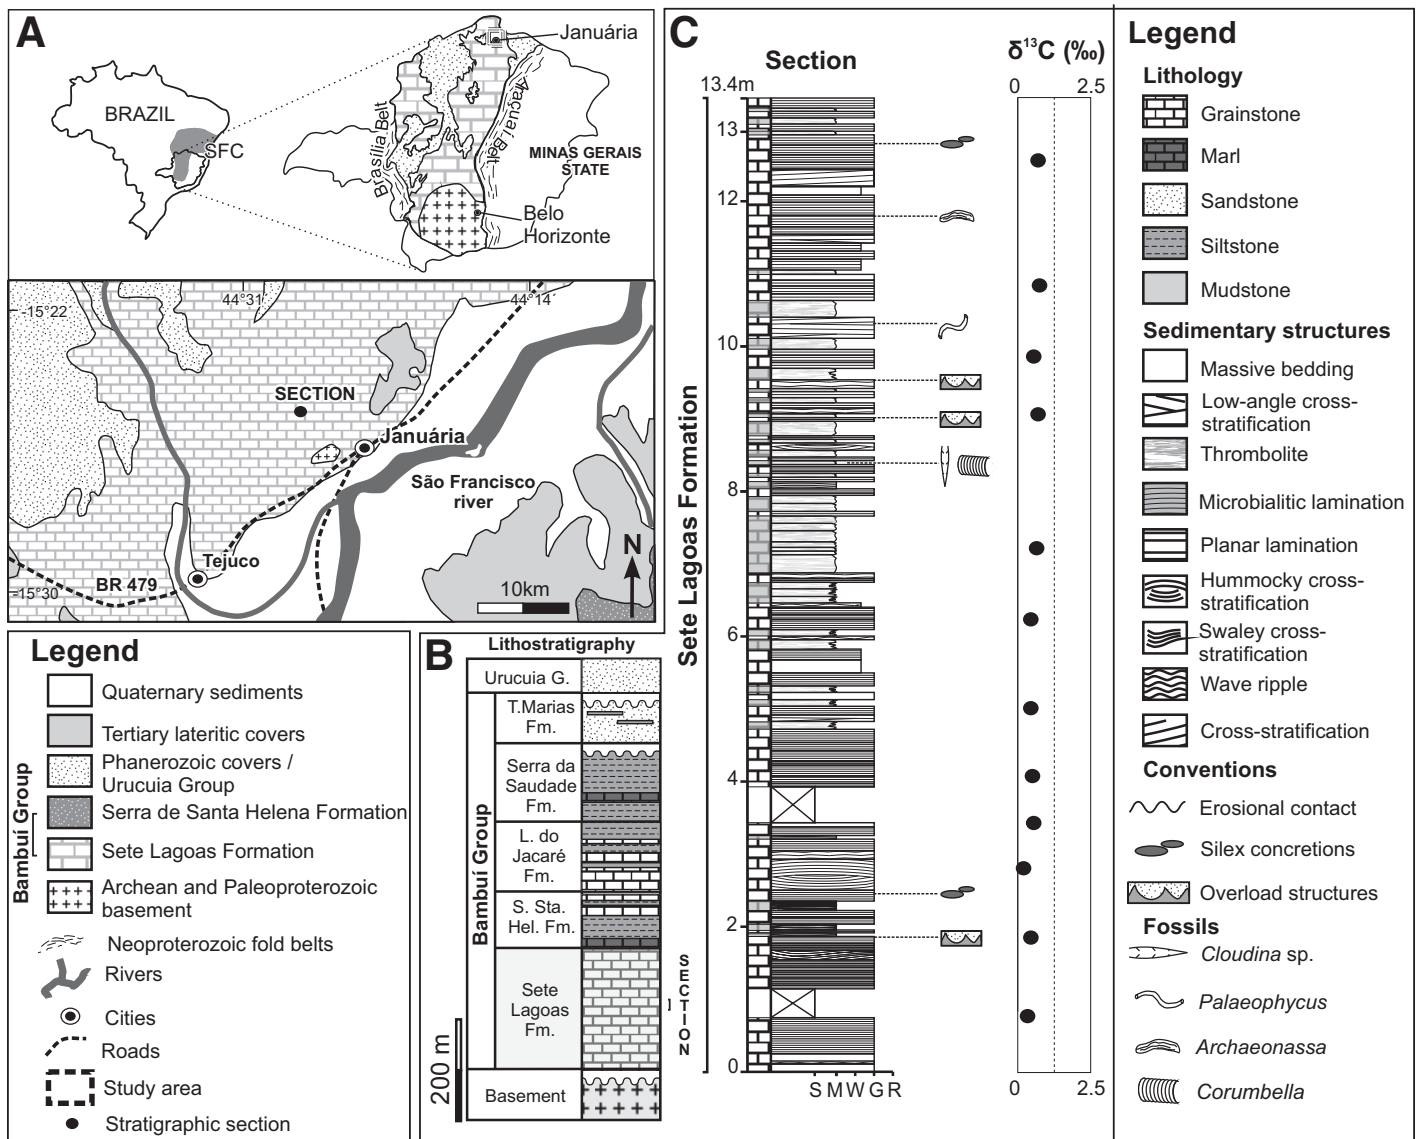 A
Januária
BRAZIL
SFC
Brasília Belt
Araçuaí Belt
MINAS GERAIS
STATE
Belo
Horizonte
-15°22
44°31
44°14´
SECTION
Januária
São Francisco
river
Tejuco
BR 479
-15°30
N
10km
Legend
Quaternary sediments
Tertiary lateritic covers
Phanerozoic covers /
Urucuia Group
Serra de Santa Helena Formation
Sete Lagoas Formation
Bambuí Group
Archean and Paleoproterozoic
basement
Neoproterozoic fold belts
Rivers
Cities
Roads
Study area
Stratigraphic section
B
Lithostratigraphy
Urucuia G.
T.Marias
Fm.
Serra da
Saudade
Fm.
L. do
Jacaré
Fm.
S. Sta.
Hel. Fm.
Sete
Lagoas
Fm.
Basement
Bambuí Group
200 m
SECTION
C
Section
δ13C (‰)
0 2.5
13.4m
13
12
10
8
6
4
2
0
Sete Lagoas Formation
S M W G R
0 2.5
Legend
Lithology
Grainstone
Marl
Sandstone
Siltstone
Mudstone
Sedimentary structures
Massive bedding
Low-angle cross-
stratification
Thrombolite
Microbialitic lamination
Planar lamination
Hummocky cross-
stratification
Swaley cross-
stratification
Wave ripple
Cross-stratification
Conventions
Erosional contact
Silex concretions
Overload structures
Fossils
Cloudina sp.
Palaeophycus
Archaeonassa
Corumbella